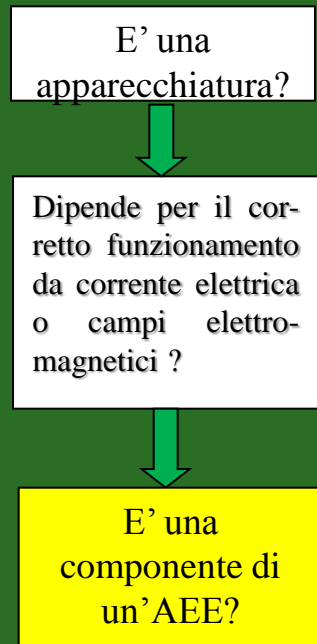 E’ una
apparecchiatura?
Dipende per il cor-
retto funzionamento
da corrente elettrica
o campi elettro-
magnetici ?
E’ una
componente di
un’AEE?